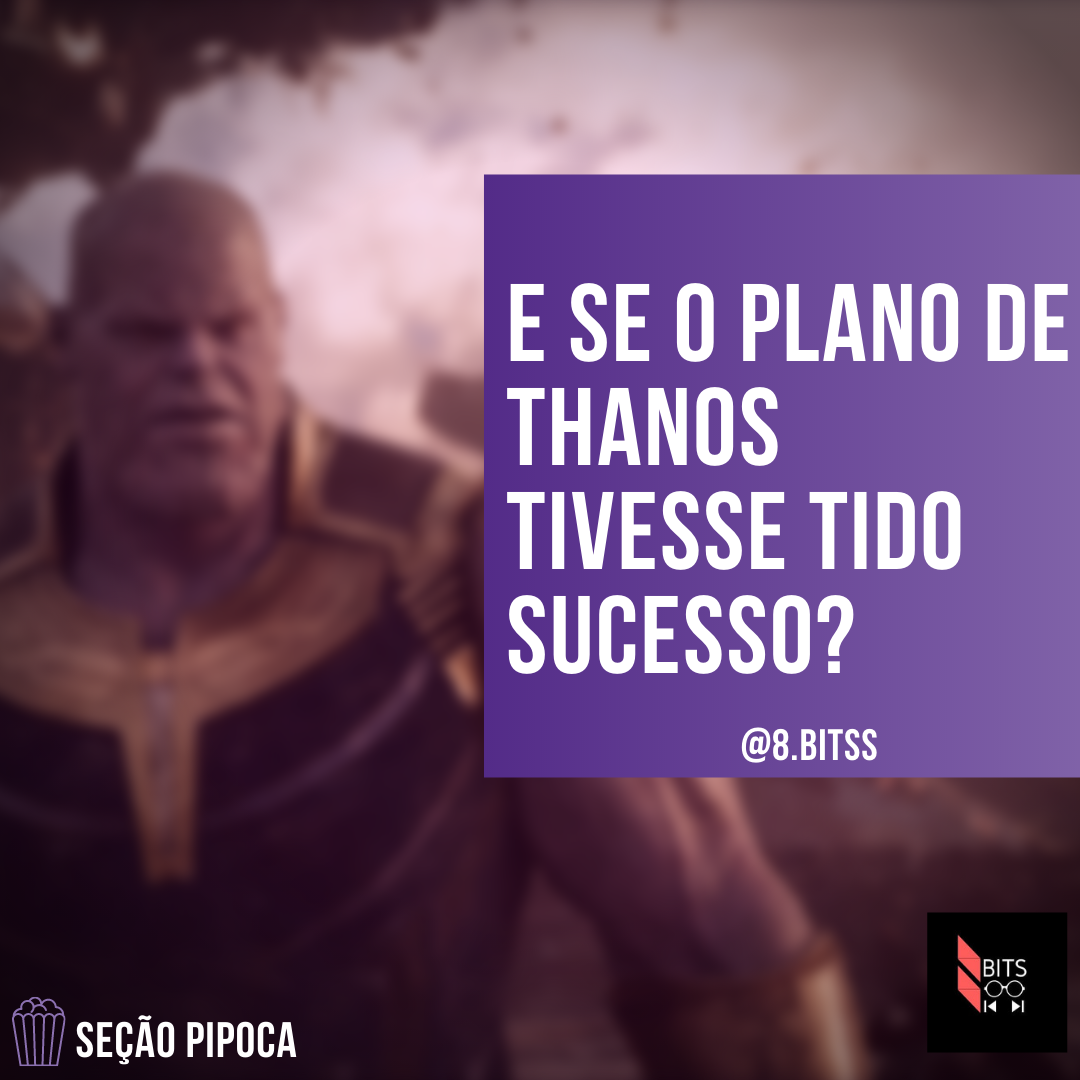 E SE O PLANO DE
THANOS
TIVESSE TIDO
SUCESSO?
@8.BITSS
BITS
SEÇÃO PIPOCA